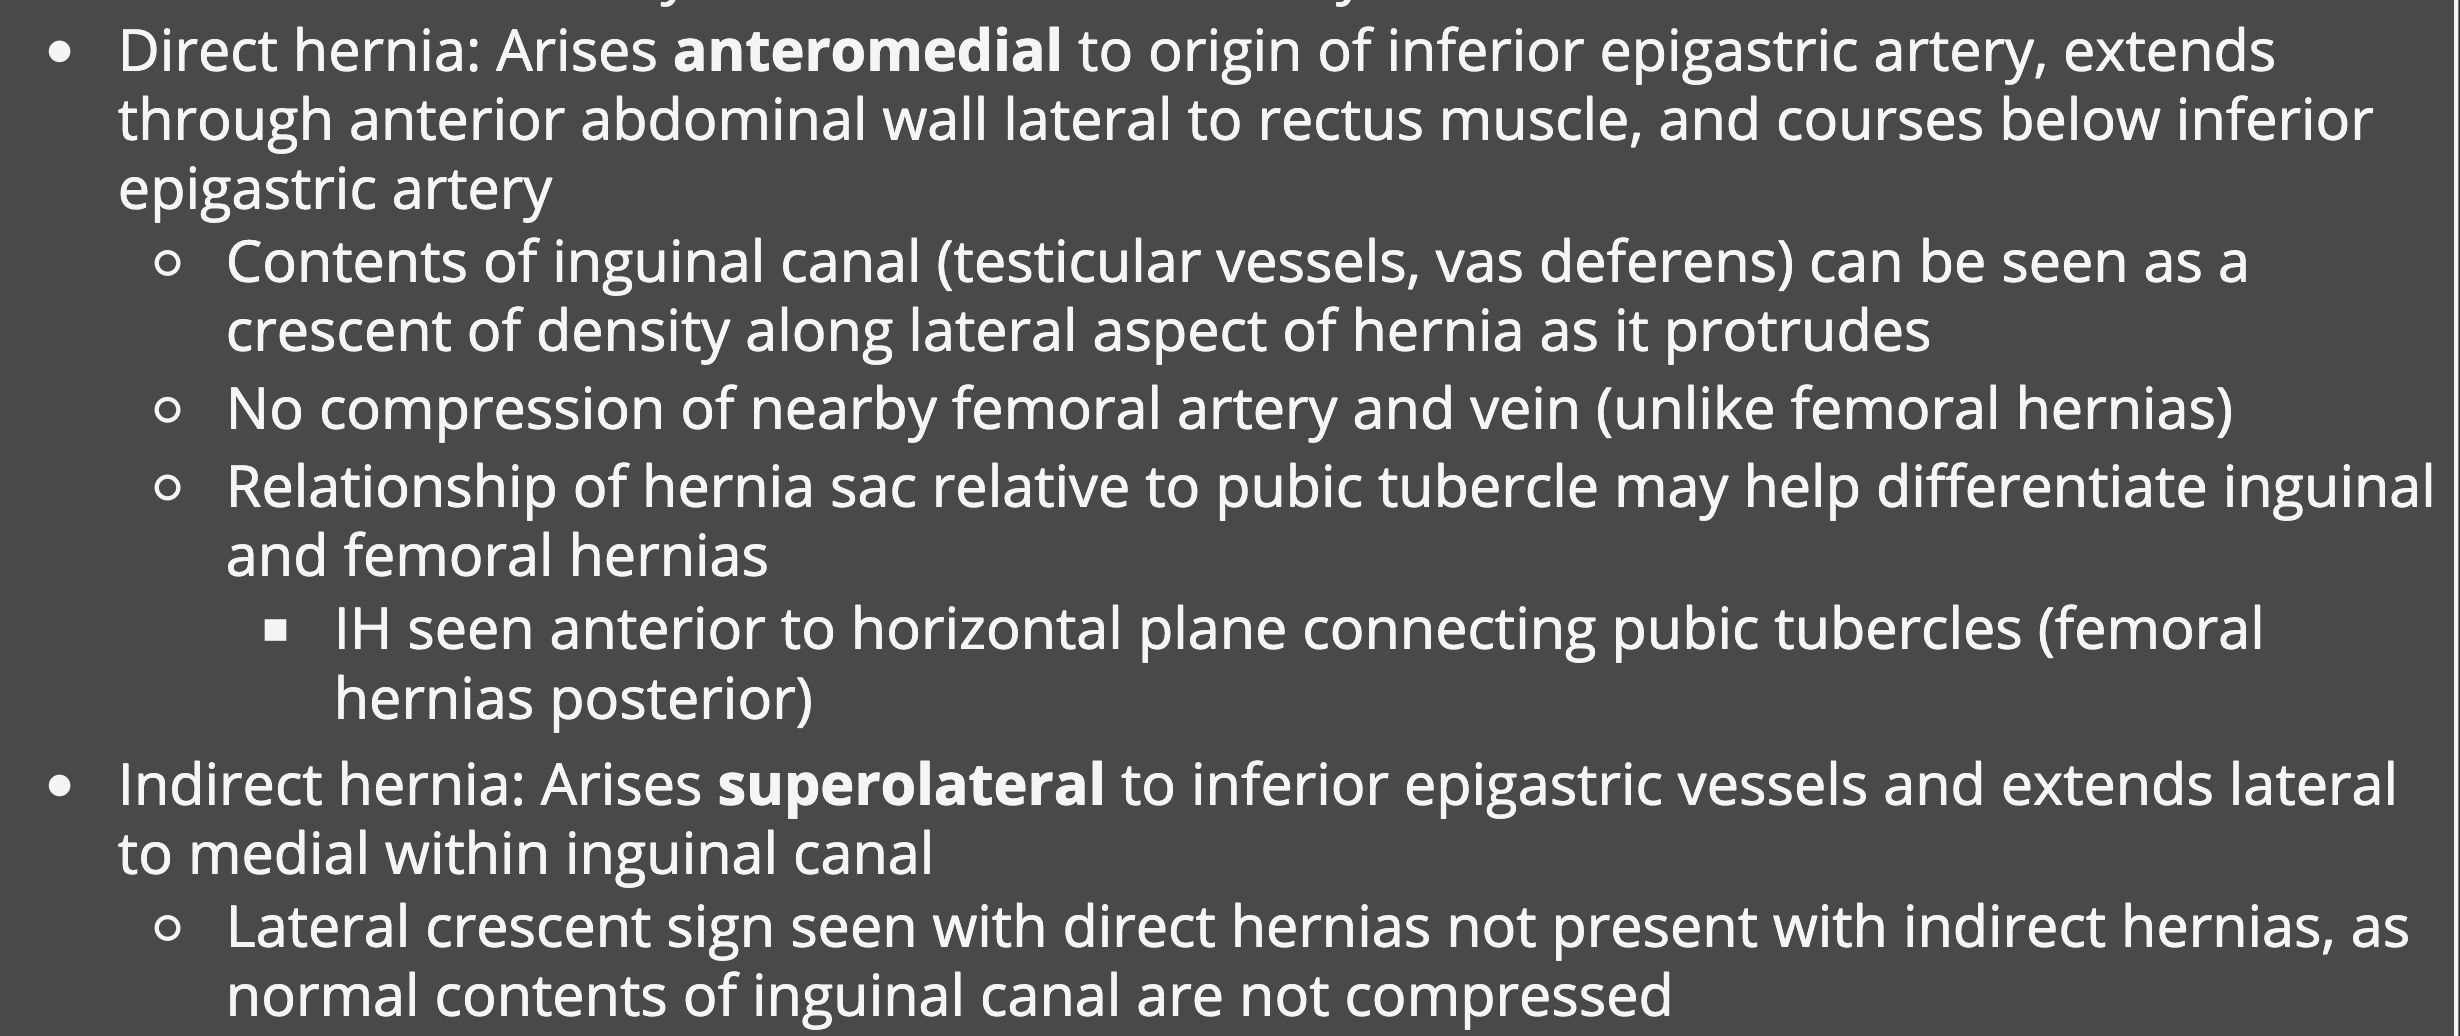 • Direct hernia: Arises anteromedial to origin of inferior epigastric artery, extends
through anterior abdominal wall lateral to rectus muscle, and courses below inferior
epigastric artery
○ Contents of inguinal canal (testicular vessels, vas deferens) can be seen as a
crescent of density along lateral aspect of hernia as it protrudes
○ No compression of nearby femoral artery and vein (unlike femoral hernias)
○ Relationship of hernia sac relative to pubic tubercle may help differentiate inguinal
and femoral hernias
▪ IH seen anterior to horizontal plane connecting pubic tubercles (femoral
hernias posterior)
• Indirect hernia: Arises superolateral to inferior epigastric vessels and extends lateral
to medial within inguinal canal
○ Lateral crescent sign seen with direct hernias not present with indirect hernias, as
normal contents of inguinal canal are not compressed